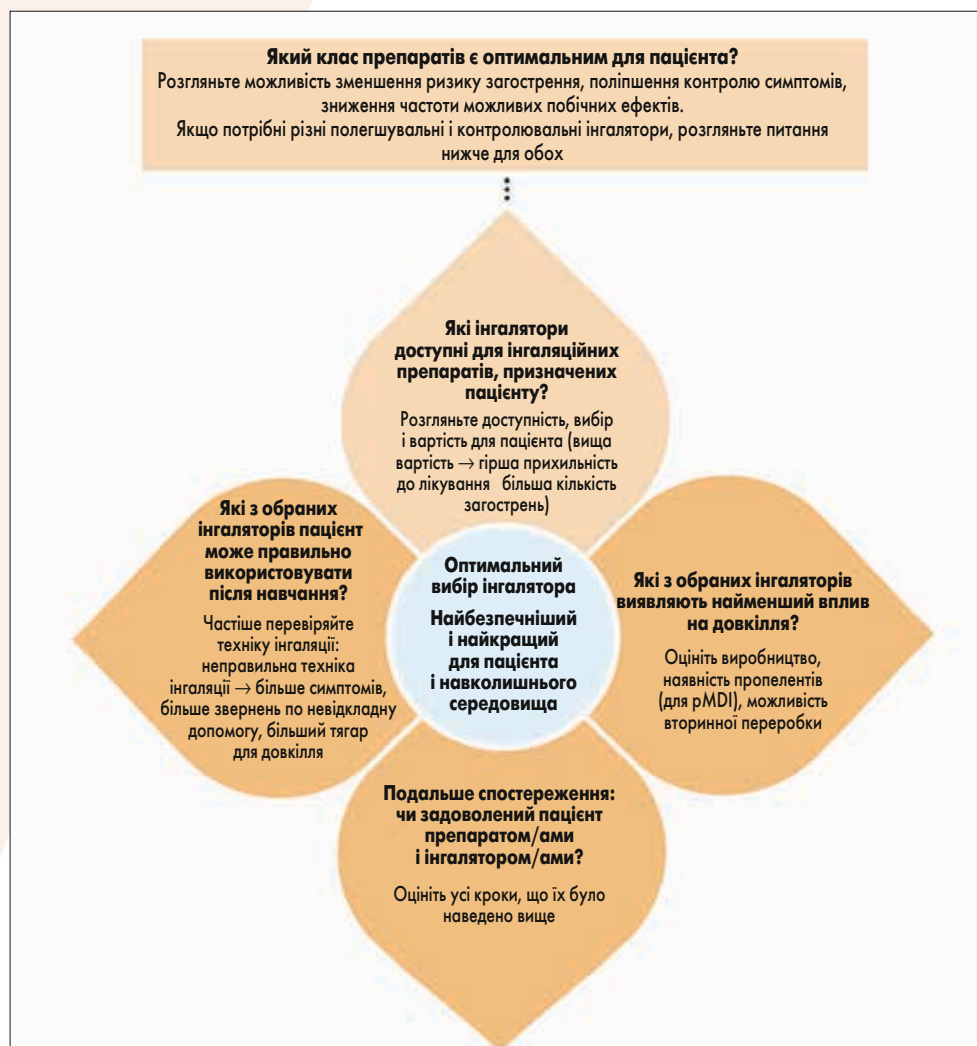 Який клас препаратів є оптимальним для пацієнта?
Розгляньте можливість зменшення ризику загострення, поліпшення контролю симптомів,
зниження частоти можливих побічних ефектів.
Якщо потрібні різні полегшувальні і контролювальні інгалятори, розгляньте питання
нижче для обох
Які інгалятори
доступні для інгаляційних
препаратів, призначених
пацієнту?
Розгляньте доступність, вибір
і вартість для пацієнта (вища
вартість → гірша прихильність
до лікування більша кількість
загострень)
Які з обраних
інгаляторів пацієнт
може правильно
використовувати
після навчання?
Частіше перевіряйте
техніку інгаляції:
неправильна техніка
інгаляції → більше симптомів,
більше звернень по невідкладну
допомогу, більший тягар
для довкілля
Оптимальний
вибір інгалятора
Найбезпечніший
і найкращий
для пацієнта
і навколишнього
середовища
Які з обраних інгаляторів
виявляють найменший вплив
на довкілля?
Оцініть виробництво,
наявність пропелентів
(для pMDI), можливість
вторинної переробки
Подальше спостереження:
чи задоволений пацієнт
препаратом/ами
і інгалятором/ами?
Оцініть усі кроки, що їх було
наведено вище